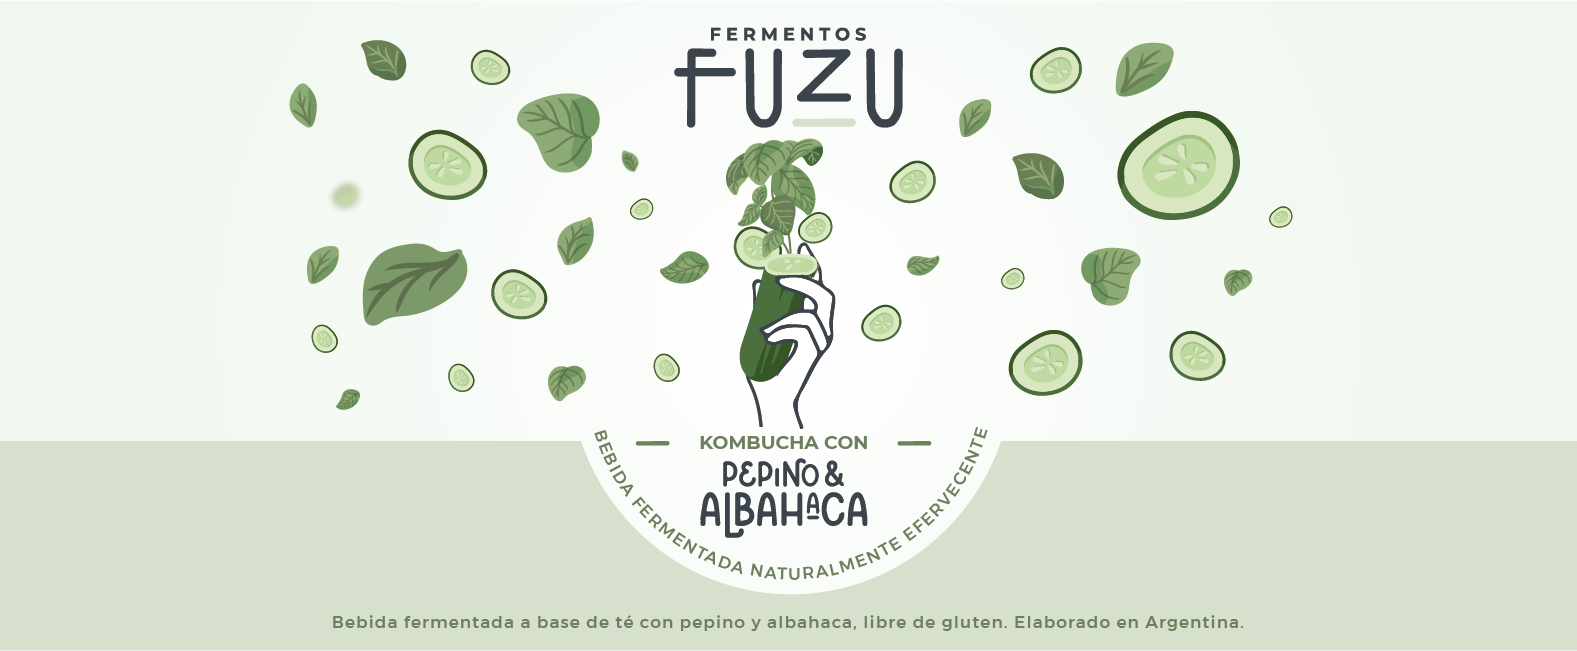 FERMENTOS
FUZU
KOMBUCHA CON
PEPINO &
ALBAHACA
BEBIDA FERMENTADA NATURALMENTE EFERVECENTE
Bebida fermentada a base de té con pepino y albahaca, libre de gluten. Elaborado en Argentina.